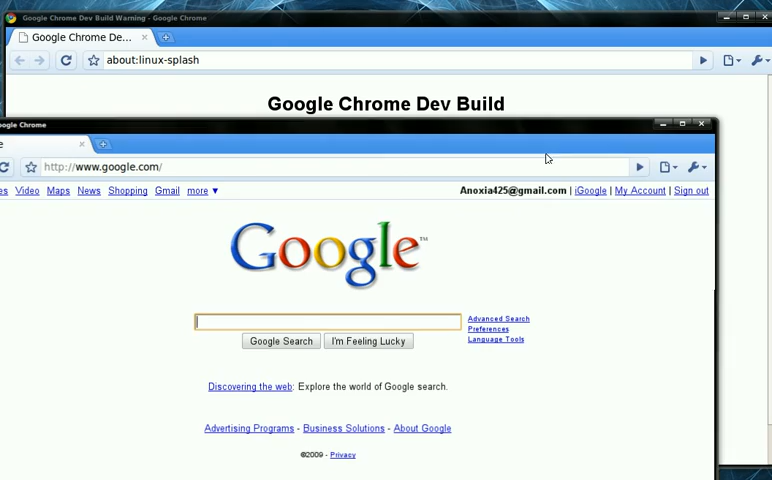 Google Chrome Dev Build Warning - Google Chrome
Google Chrome De...
about:linux-splash
Google Chrome Dev Build
oogle Chrome
e
http://www.google.com/
es Video Maps News Shopping Gmail more ▼
Anoxia425@gmail.com | iGoogle | My Account | Sign out
Google™
Advanced Search
Preferences
Language Tools
Google Search
I'm Feeling Lucky
Discovering the web: Explore the world of Google search.
Advertising Programs - Business Solutions - About Google
©2009 - Privacy